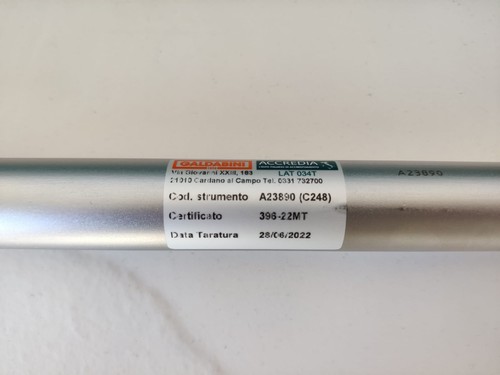 GALDABINI ACCREDIA
Via Giovanni XXIII, 183 LAT 034T
21010 Cardano al Campo Tel. 0331 732700
Cod. strumento A23890 (C248)
Certificato 396-22MT
Data Taratura 28/06/2022
A23890